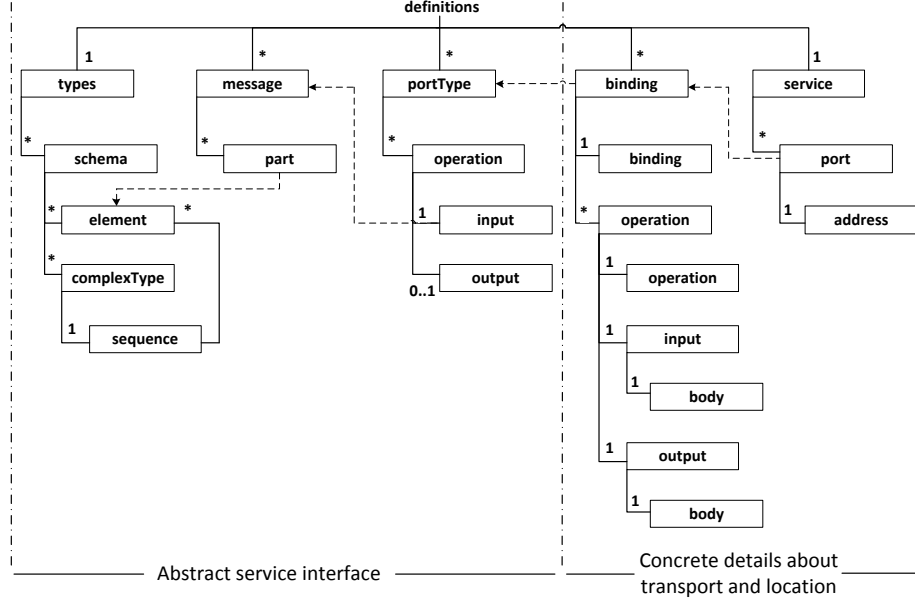 definitions
1 * * * 1
types message portType binding service
* * * *
1
schema part operation binding port
* * 1 * 1
element input operation address
* 1
complexType output operation
0..1
1 1
sequence input
1
body
1
output
1
body
Abstract service interface
Concrete details about
transport and location